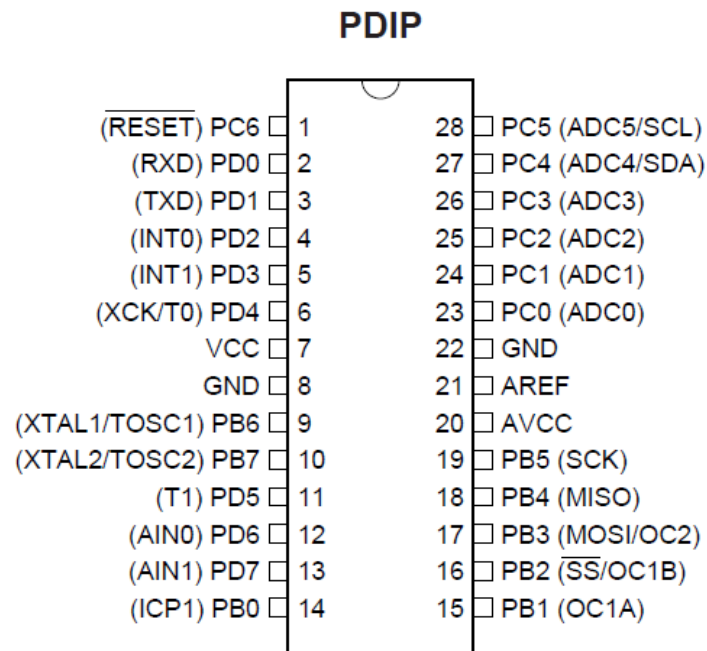 PDIP
(RESET) PC6 1 28 PC5 (ADC5/SCL)
(RXD) PD0 2 27 PC4 (ADC4/SDA)
(TXD) PD1 3 26 PC3 (ADC3)
(INT0) PD2 4 25 PC2 (ADC2)
(INT1) PD3 5 24 PC1 (ADC1)
(XCK/T0) PD4 6 23 PC0 (ADC0)
VCC 7 22 GND
GND 8 21 AREF
(XTAL1/TOSC1) PB6 9 20 AVCC
(XTAL2/TOSC2) PB7 10 19 PB5 (SCK)
(T1) PD5 11 18 PB4 (MISO)
(AIN0) PD6 12 17 PB3 (MOSI/OC2)
(AIN1) PD7 13 16 PB2 (SS/OC1B)
(ICP1) PB0 14 15 PB1 (OC1A)